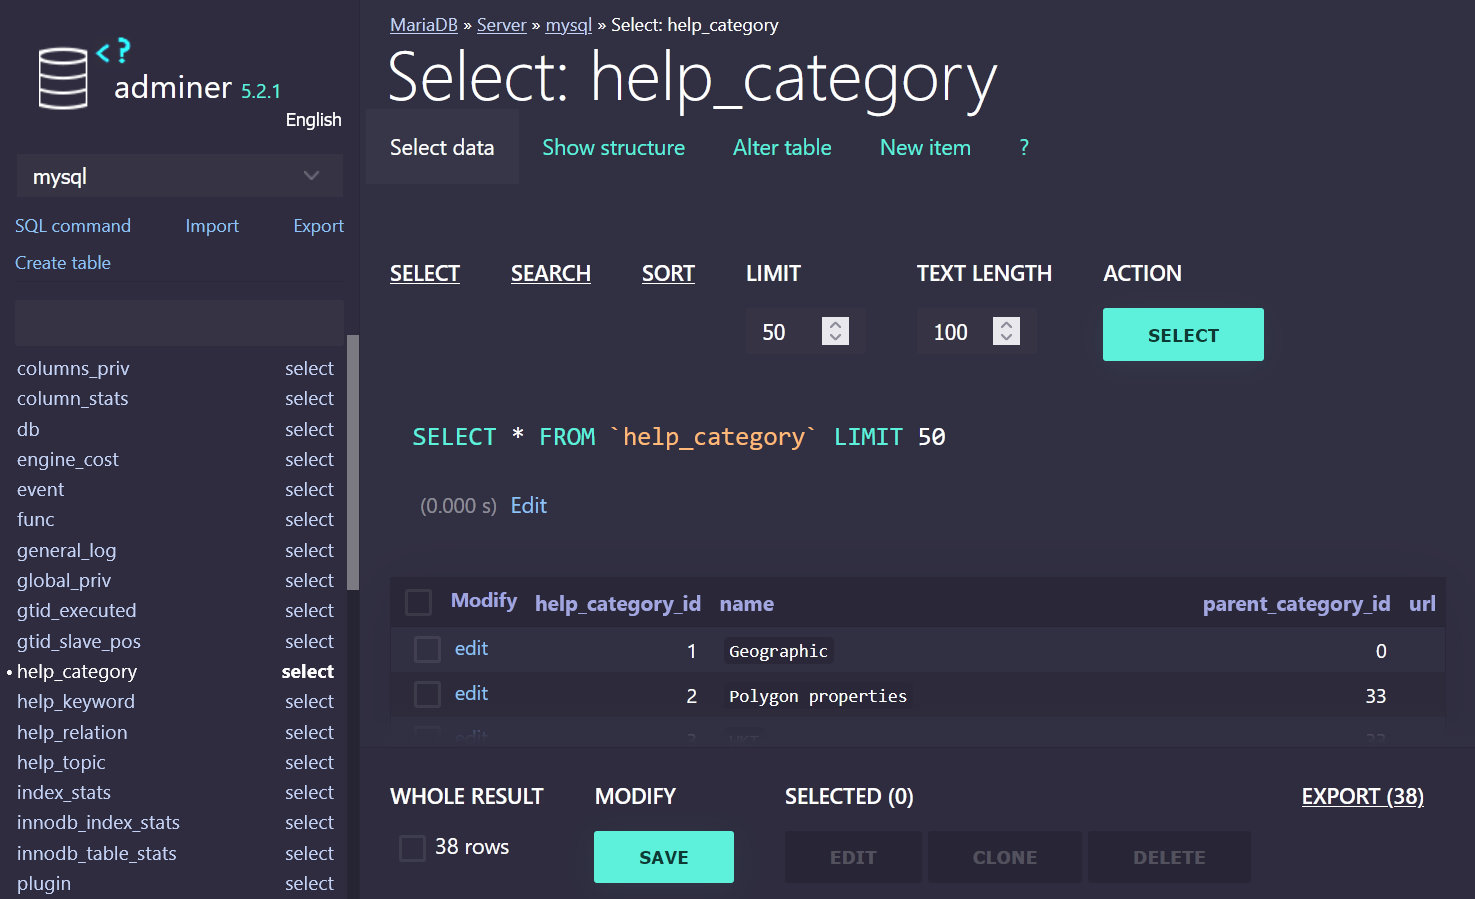 adminer 5.2.1
English
mysql
SQL command Import Export
Create table
columns_priv select
column_stats select
db select
engine_cost select
event select
func select
general_log select
global_priv select
gtid_executed select
gtid_slave_pos select
• help_category select
help_keyword select
help_relation select
help_topic select
index_stats select
innodb_index_stats select
innodb_table_stats select
plugin select
MariaDB » Server » mysql » Select: help_category
Select: help_category
Select data Show structure Alter table New item ?
SELECT SEARCH SORT LIMIT TEXT LENGTH ACTION
50 100 SELECT
SELECT * FROM `help_category` LIMIT 50
(0.000 s) Edit
Modify help_category_id name parent_category_id url
edit 1 Geographic 0
edit 2 Polygon properties 33
edit 3 WKT 33
WHOLE RESULT MODIFY SELECTED (0) EXPORT (38)
38 rows SAVE EDIT CLONE DELETE